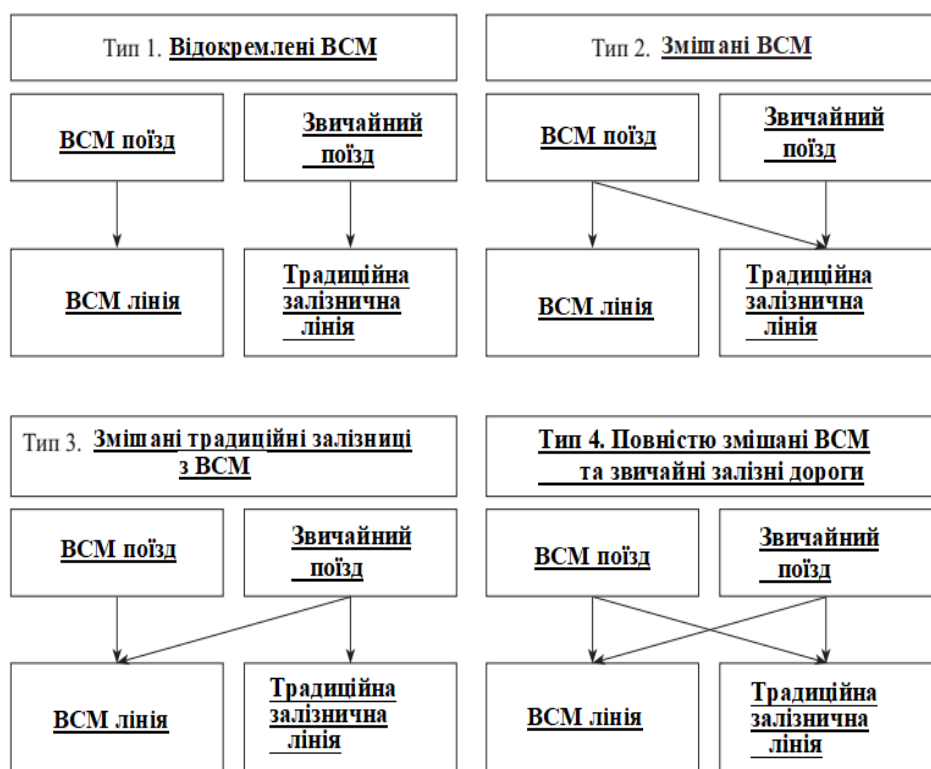 Тип 1. Відокремлені ВСМ
ВСМ поїзд
Звичайний
поїзд
ВСМ лінія
Традиційна
залізнична
лінія
Тип 2. Змішані ВСМ
ВСМ поїзд
Звичайний
поїзд
ВСМ лінія
Традиційна
залізнична
лінія
Тип 3. Змішані традиційні залізниці
з ВСМ
ВСМ поїзд
Звичайний
поїзд
ВСМ лінія
Традиційна
залізнична
лінія
Тип 4. Повністю змішані ВСМ
та звичайні залізні дороги
ВСМ поїзд
Звичайний
поїзд
ВСМ лінія
Традиційна
залізнична
лінія